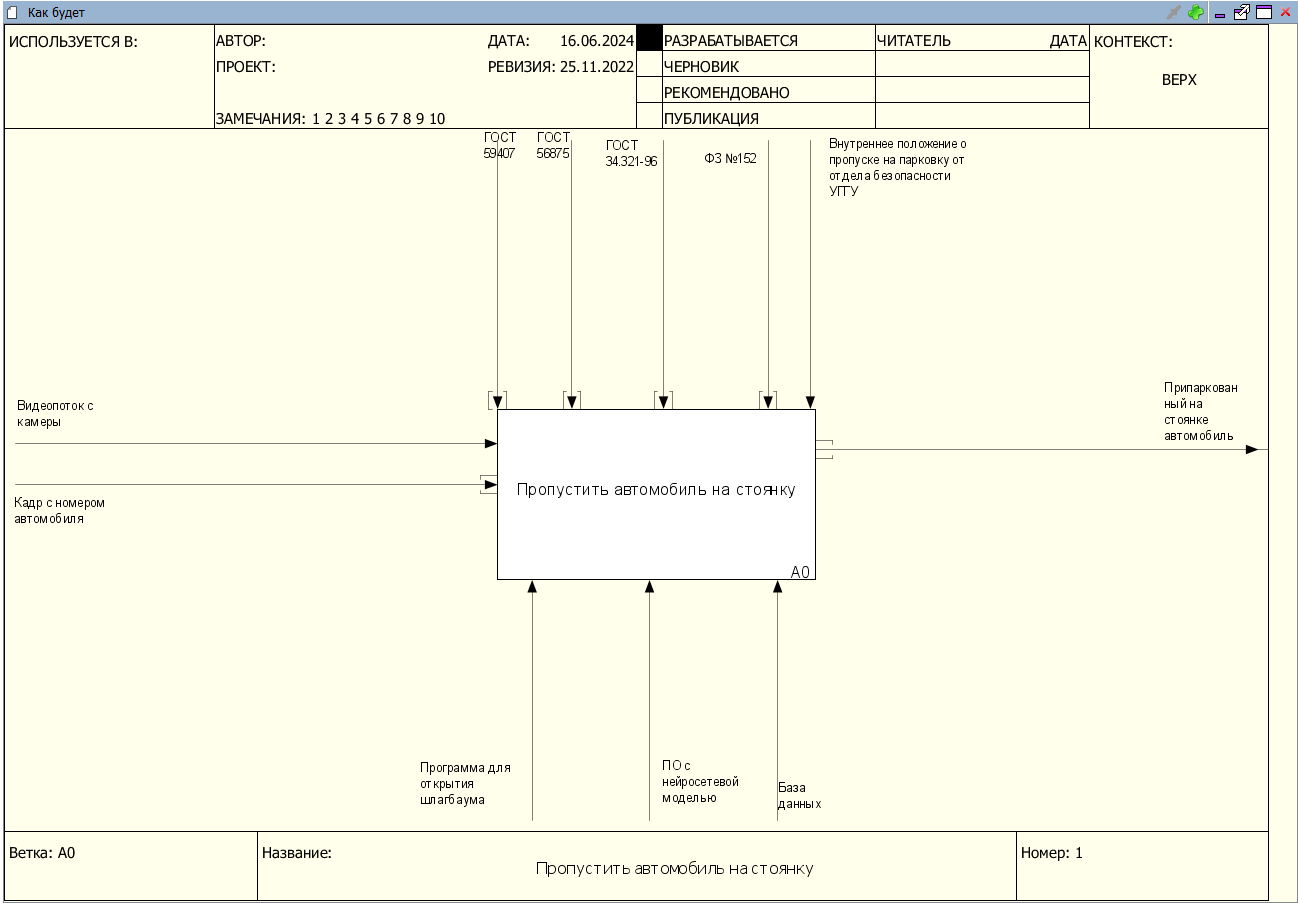 Как будет
ИСПОЛЬЗУЕТСЯ В:
АВТОР:
ДАТА: 16.06.2024
РАЗРАБАТЫВАЕТСЯ
ЧИТАТЕЛЬ
ДАТА
КОНТЕКСТ:
ПРОЕКТ:
РЕВИЗИЯ: 25.11.2022
ЧЕРНОВИК
ВЕРХ
РЕКОМЕНДОВАНО
ЗАМЕЧАНИЯ: 1 2 3 4 5 6 7 8 9 10
ПУБЛИКАЦИЯ
ГОСТ
59407
ГОСТ
56875
ГОСТ
34.321-96
ФЗ №152
Внутреннее положение о
пропуске на парковку от
отдела безопасности
УГГУ
Видеопоток с
камеры
Припаркован
ный на
стоянке
автомобиль
Кадр с номером
автомобиля
Пропустить автомобиль на стоянку
A0
Программа для
открытия
шлагбаума
ПО с
нейросетевой
моделью
База
данных
Ветка: A0
Название:
Пропустить автомобиль на стоянку
Номер: 1